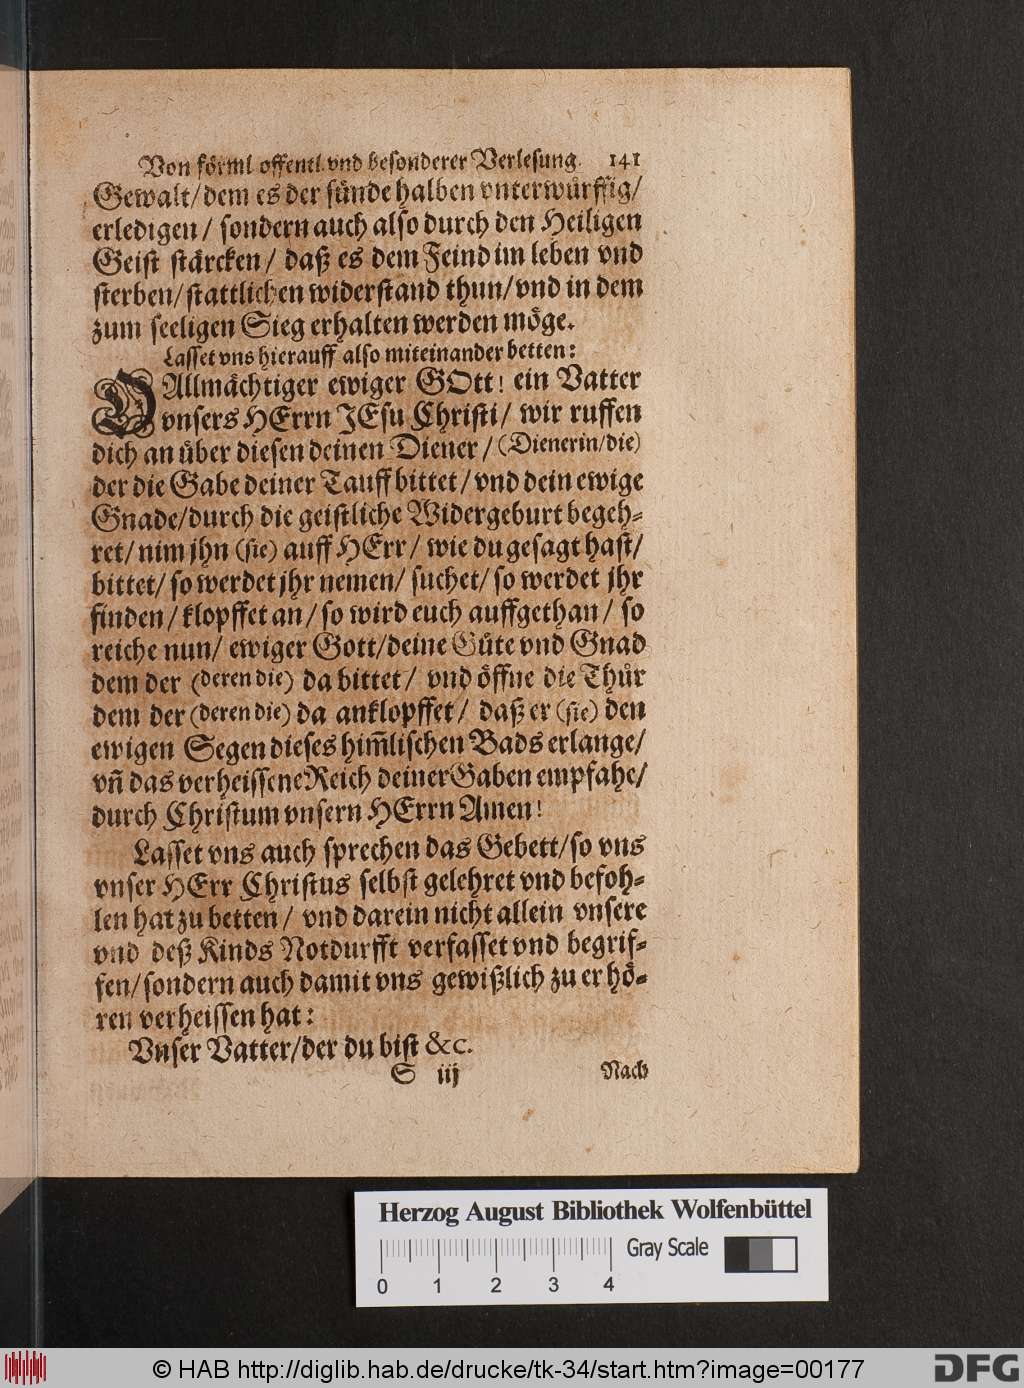 Von förml offentl. vnd besonderer Verlesung. 141
Gewalt/ dem es der sünde halben vnterwürffig/
erledigen/ sondern auch also durch den Heiligen
Geist stärcken/ daß es dem Feind im leben vnd
sterben/ stattlichen widerstand thun/ vnd in dem
zum seeligen Sieg erhalten werden möge.
Lasset vns hierauff also miteinander betten:
O Allmächtiger ewiger GOtt! ein Vatter
vnsers HErrn JEsu Christi/ wir ruffen
dich an über diesen deinen Diener/ (Dienerin/ die)
der die Gabe deiner Tauff bittet/ vnd dein ewige
Gnade/ durch die geistliche Widergeburt begeh-
ret/ nim jhn (sie) auff HErr/ wie du gesagt hast/
bittet/ so werdet jhr nemen/ suchet/ so werdet jhr
finden/ klopffet an/ so wird euch auffgethan/ so
reiche nun/ ewiger Gott/ deine Güte vnd Gnad
dem der (deren die) da bittet/ vnd öffne die Thür
dem der (deren die) da anklopffet/ daß er (sie) den
ewigen Segen dieses him̃lischen Bads erlange/
vñ das verheissene Reich deiner Gaben empfahe/
durch Christum vnsern HErrn Amen!
Lasset vns auch sprechen das Gebett/ so vns
vnser HErr Christus selbst gelehret vnd befoh-
len hat zu betten/ vnd darein nicht allein vnsere
vnd deß Kinds Notdurfft verfasset vnd begrif-
fen/ sondern auch damit vns gewißlich zu erhö-
ren verheissen hat:
Vnser Vatter/ der du bist &c.
S iij Nach
Herzog August Bibliothek Wolfenbüttel
Gray Scale
0 1 2 3 4
© HAB http://diglib.hab.de/drucke/tk-34/start.htm?image=00177
DFG